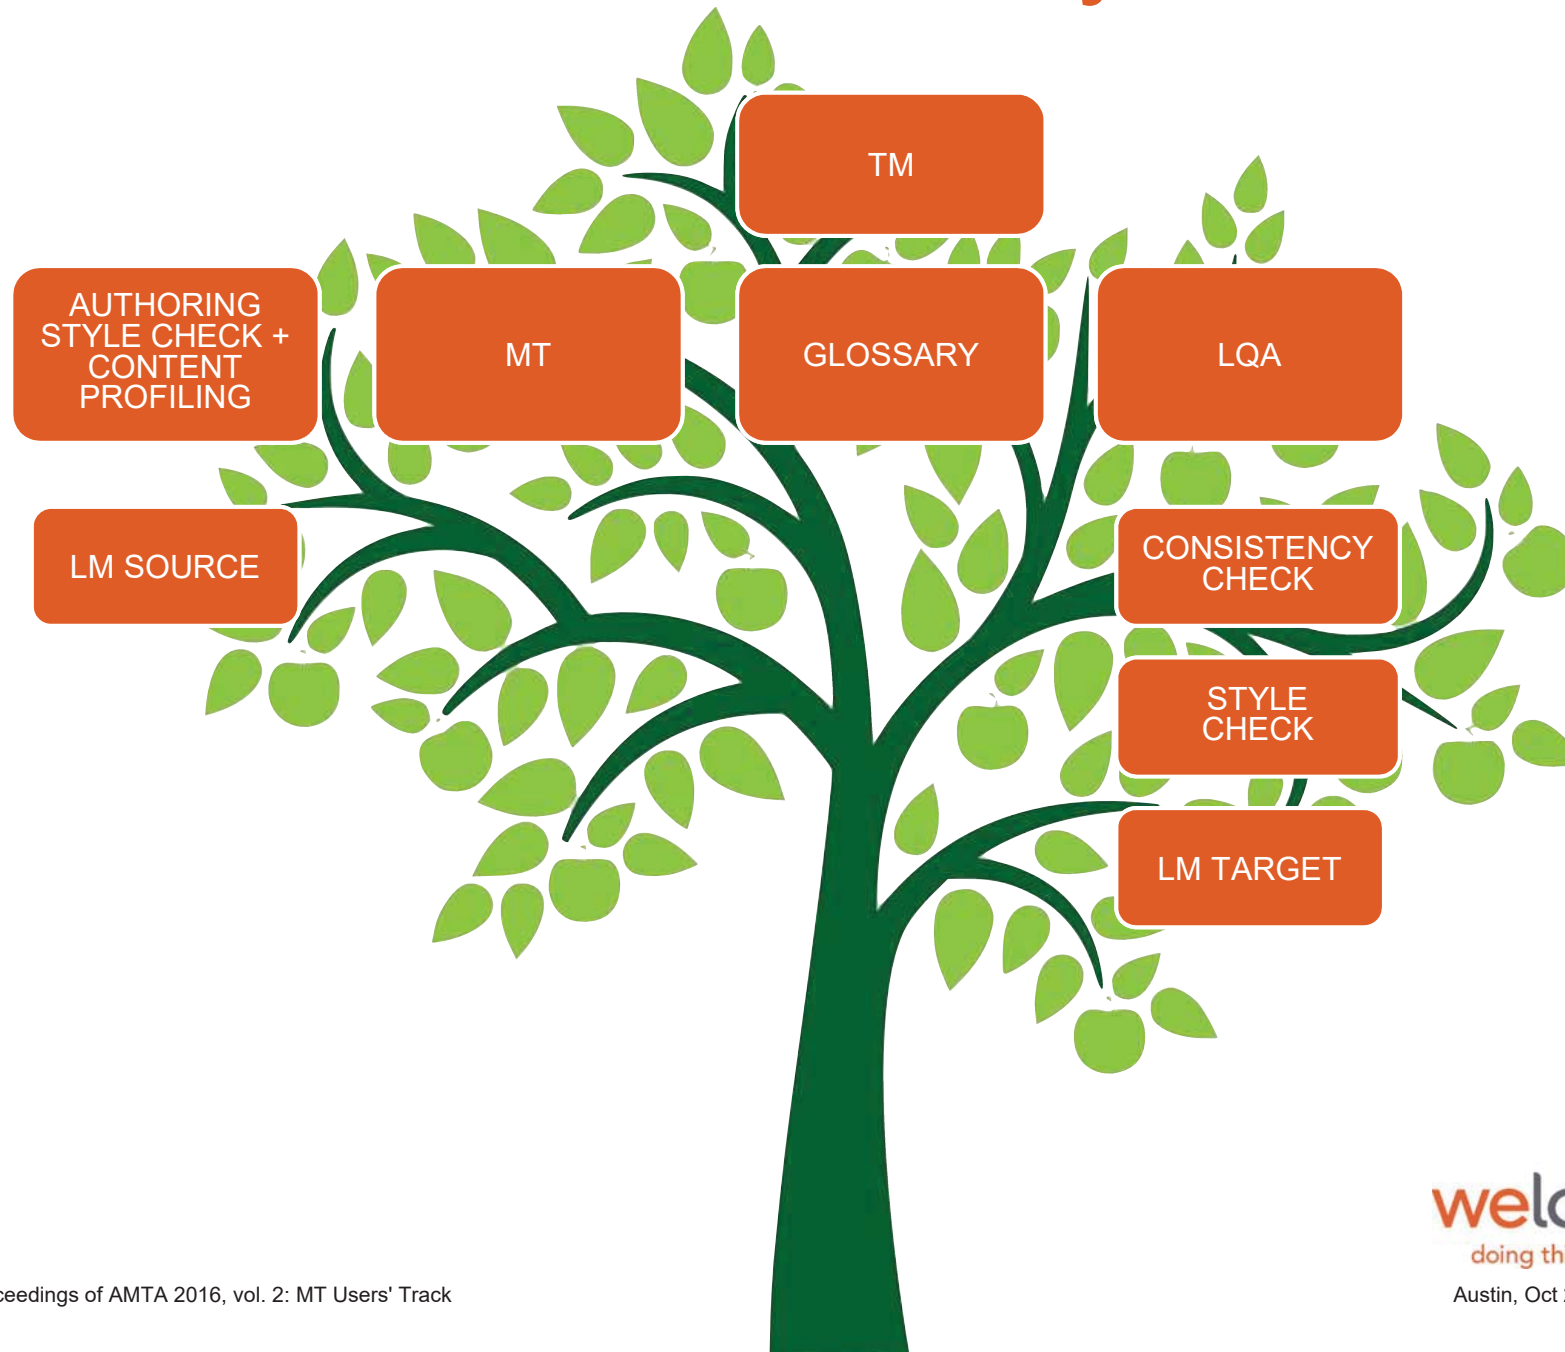 TM
AUTHORING
STYLE CHECK +
CONTENT
PROFILING
MT
GLOSSARY
LQA
LM SOURCE
CONSISTENCY
CHECK
STYLE
CHECK
LM TARGET
doing
of AMTA 2016, vol. 2: MT Users' Track
Austin, Oct